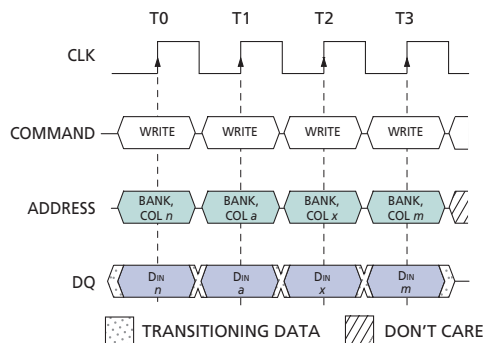 T0 T1 T2 T3
CLK
COMMAND WRITE WRITE WRITE WRITE
ADDRESS BANK, COL n BANK, COL a BANK, COL x BANK, COL m
DQ DIN n DIN a DIN x DIN m
TRANSITIONING DATA DON'T CARE